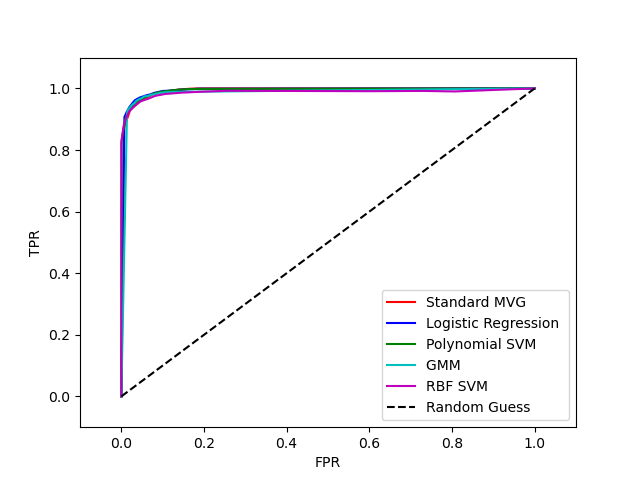 1.0
0.8
0.6
0.4
0.2
0.0
TPR
Standard MVG
Logistic Regression
Polynomial SVM
GMM
RBF SVM
Random Guess
0.0 0.2 0.4 0.6 0.8 1.0
FPR